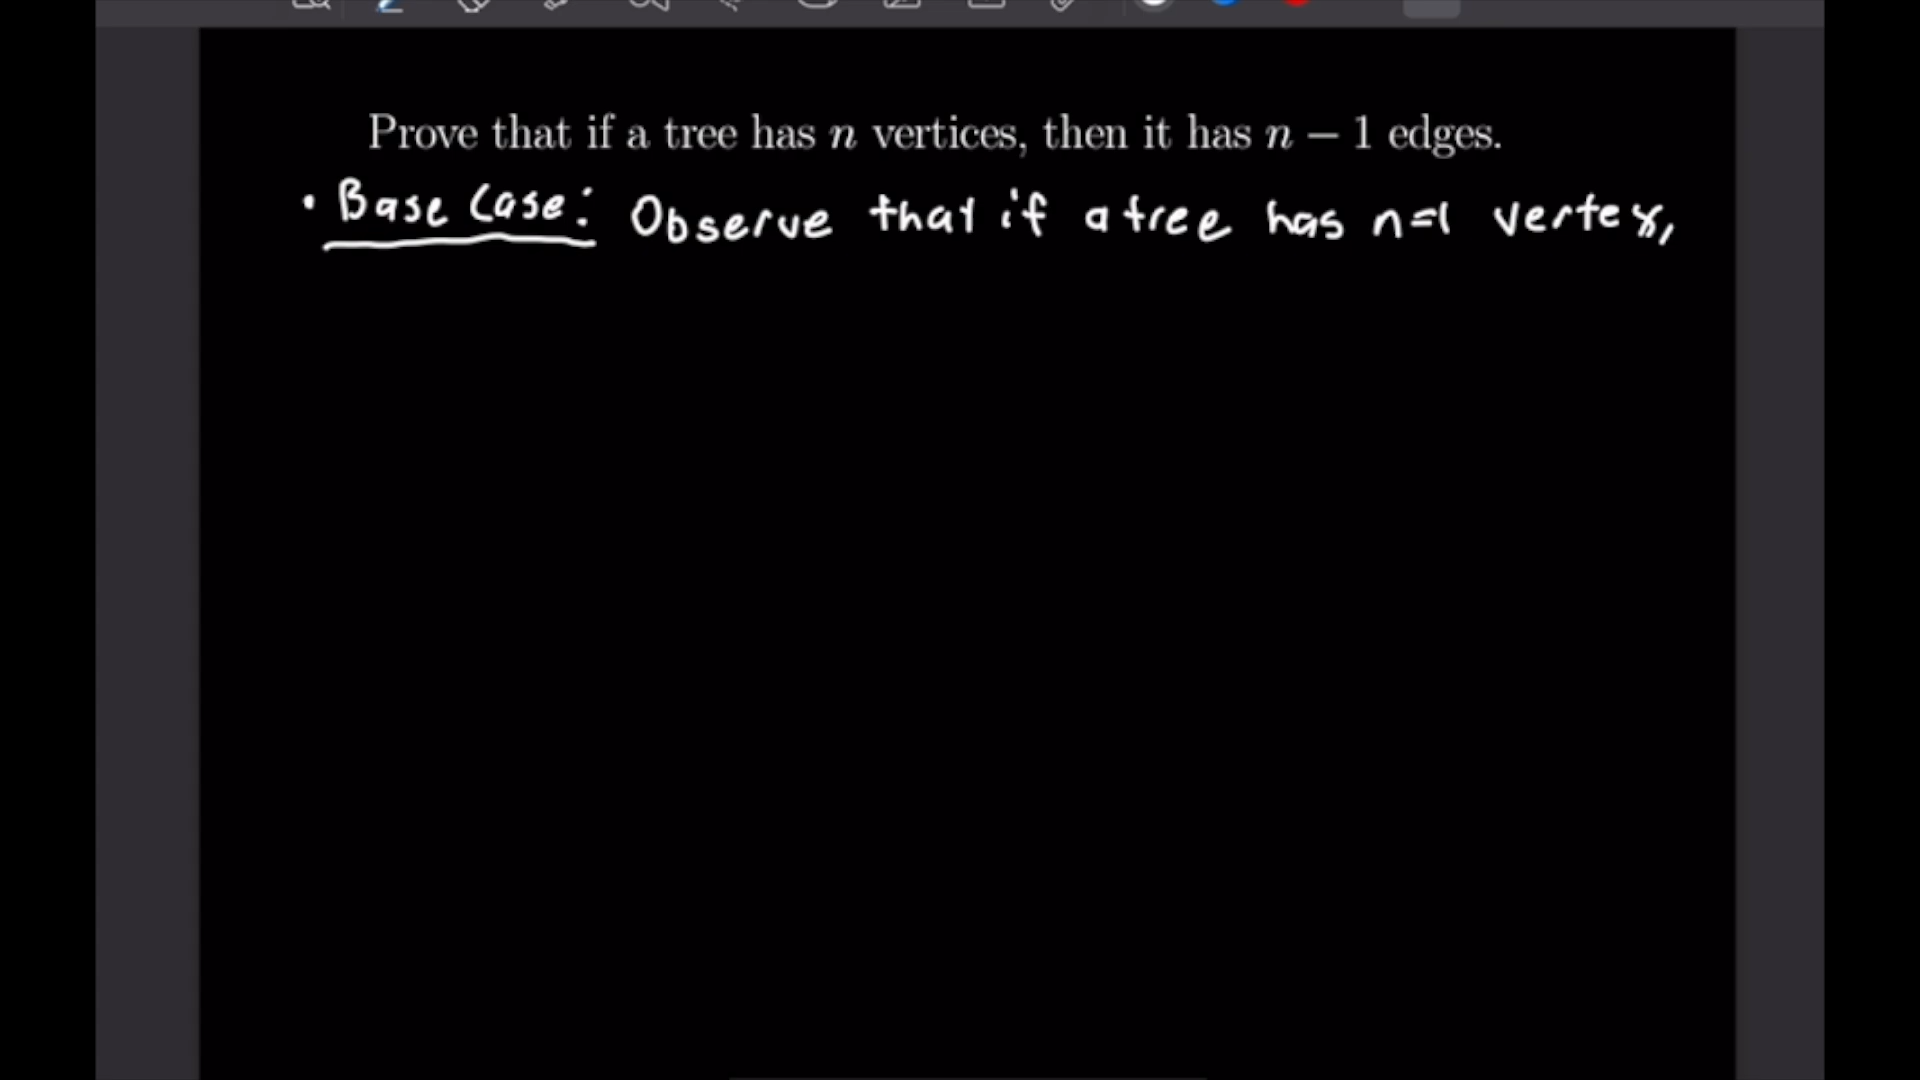 Prove that if a tree has n vertices, then it has n − 1 edges.
• Base Case: Observe that if a tree has n=1 vertex,